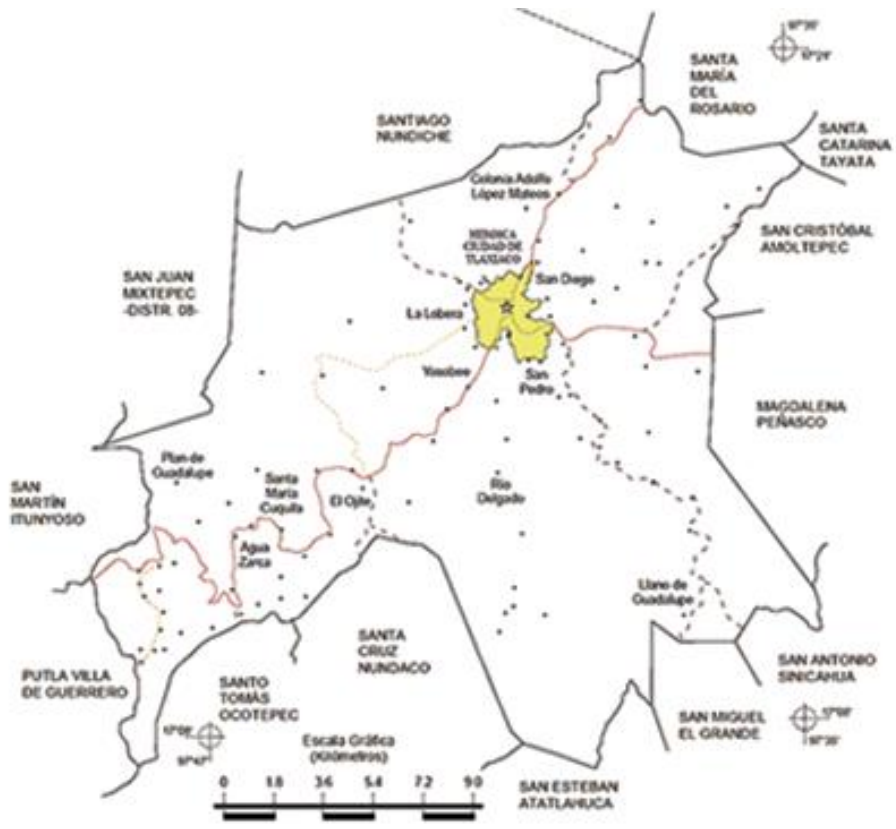 SANTA
MARÍA
DEL
ROSARIO
SANTIAGO
NUNDICHE
SANTA
CATARINA
TAYATA
Colonia Adolfo
López Mateos
SAN CRISTÓBAL
AMOLTEPEC
HEROICA
CIUDAD DE
TLAXIACO
San Diego
SAN JUAN
MIXTEPEC
-DISTR. 08-
La Lobera
Yosobee
San
Pedro
MAGDALENA
PEÑASCO
Plan de
Guadalupe
SAN
MARTÍN
ITUNYOSO
Santa
María
Cuquila
El Ojite
Río
Delgado
Agua
Zarca
Llano de
Guadalupe
PUTLA VILLA
DE GUERRERO
SANTA
CRUZ
NUNDACO
SANTO
TOMÁS
OCOTEPEC
SAN ANTONIO
SINICAHUA
SAN MIGUEL
EL GRANDE
Escala Gráfica
(Kilómetros)
0 1.8 3.6 5.4 7.2 9.0
SAN ESTEBAN
ATATLAHUCA